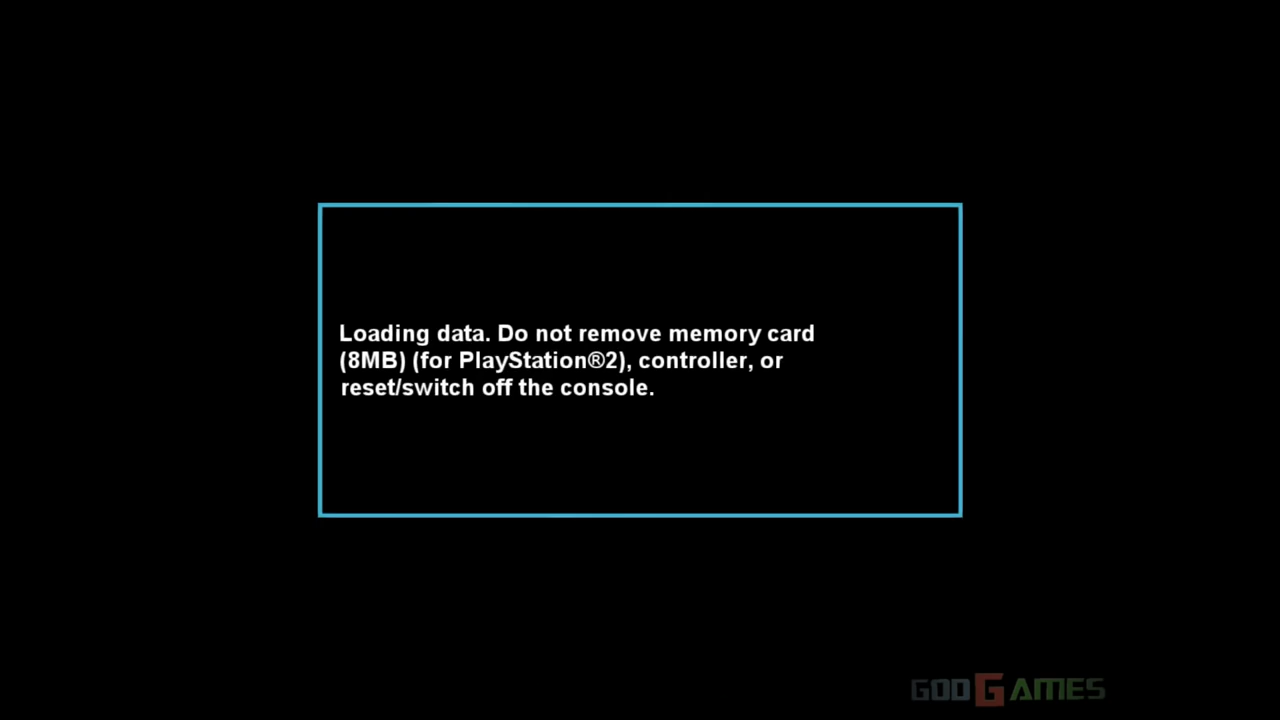 Loading data. Do not remove memory card
(8MB) (for PlayStation®2), controller, or
reset/switch off the console.
GODGAMES